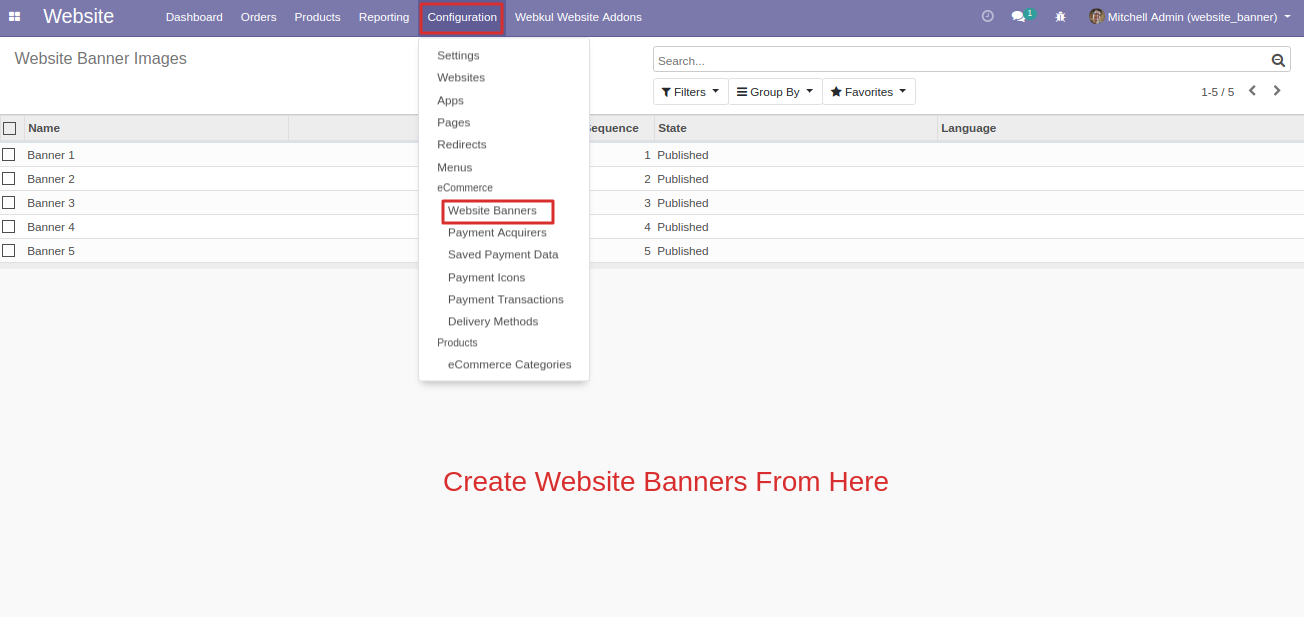 Website Dashboard Orders Products Reporting Configuration Webkul Website Addons 1 Mitchell Admin (website_banner)
Website Banner Images
Search...
Filters Group By Favorites 1-5 / 5
Settings
Websites
Apps
Pages
Redirects
Menus
eCommerce
Website Banners
Payment Acquirers
Saved Payment Data
Payment Icons
Payment Transactions
Delivery Methods
Products
eCommerce Categories
Name equence State Language
Banner 1 1 Published
Banner 2 2 Published
Banner 3 3 Published
Banner 4 4 Published
Banner 5 5 Published
Create Website Banners From Here